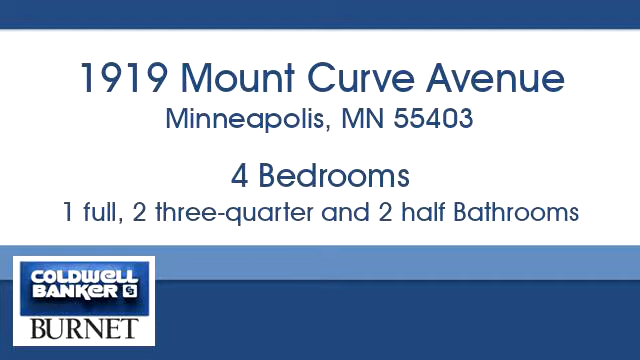 1919 Mount Curve Avenue
Minneapolis, MN 55403
4 Bedrooms
1 full, 2 three-quarter and 2 half Bathrooms
COLDWELL
BANKER CB
BURNET